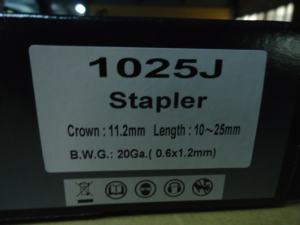 1025J
Stapler
Crown : 11.2mm Length : 10～25mm
B.W.G.: 20Ga.( 0.6x1.2mm)